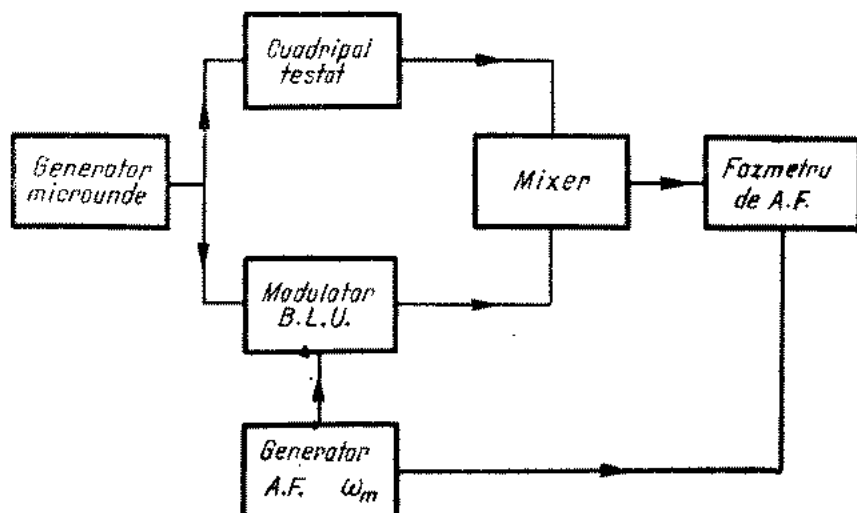 Cuadripol
testat
Generator
microunde
Mixer
Fazmetru
de A.F.
Modulator
B.L.U.
Generator
A.F. ωm